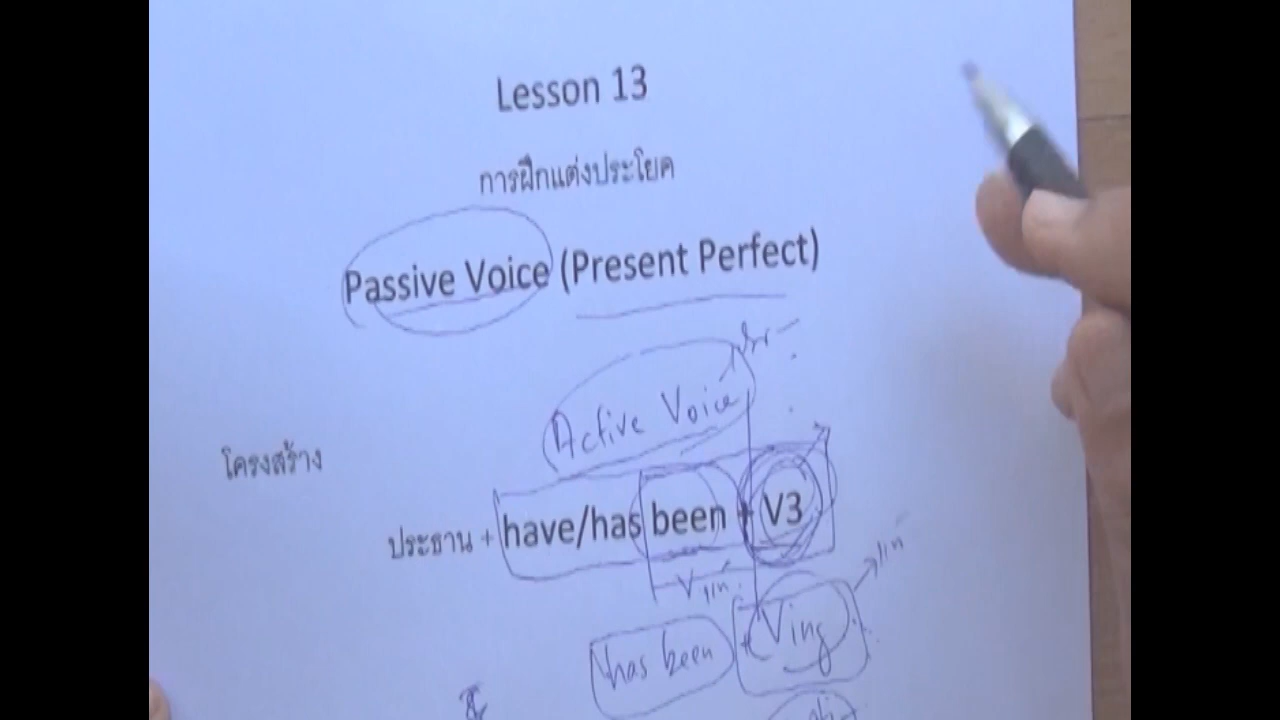 Lesson 13
การฝึกแต่งประโยค
Passive Voice (Present Perfect)
Active Voice
โครงสร้าง
ประธาน + have/has been + V3
V แท้
has been + Ving